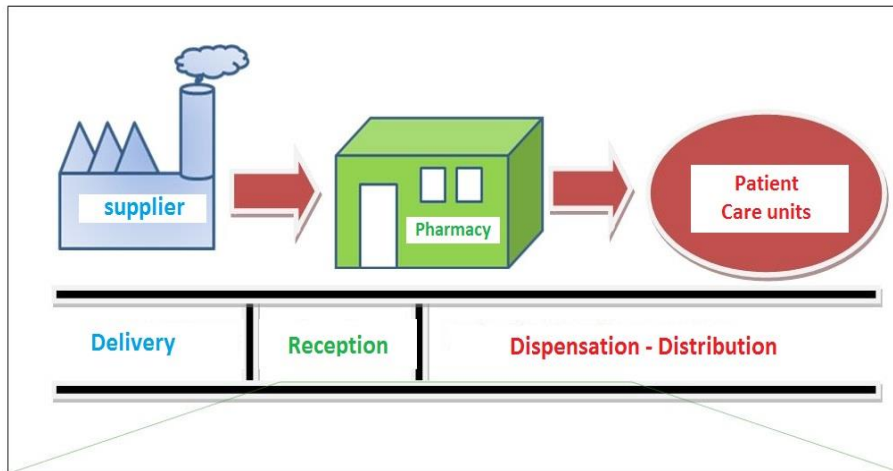 supplier
Pharmacy
Patient
Care units
Delivery
Reception
Dispensation - Distribution